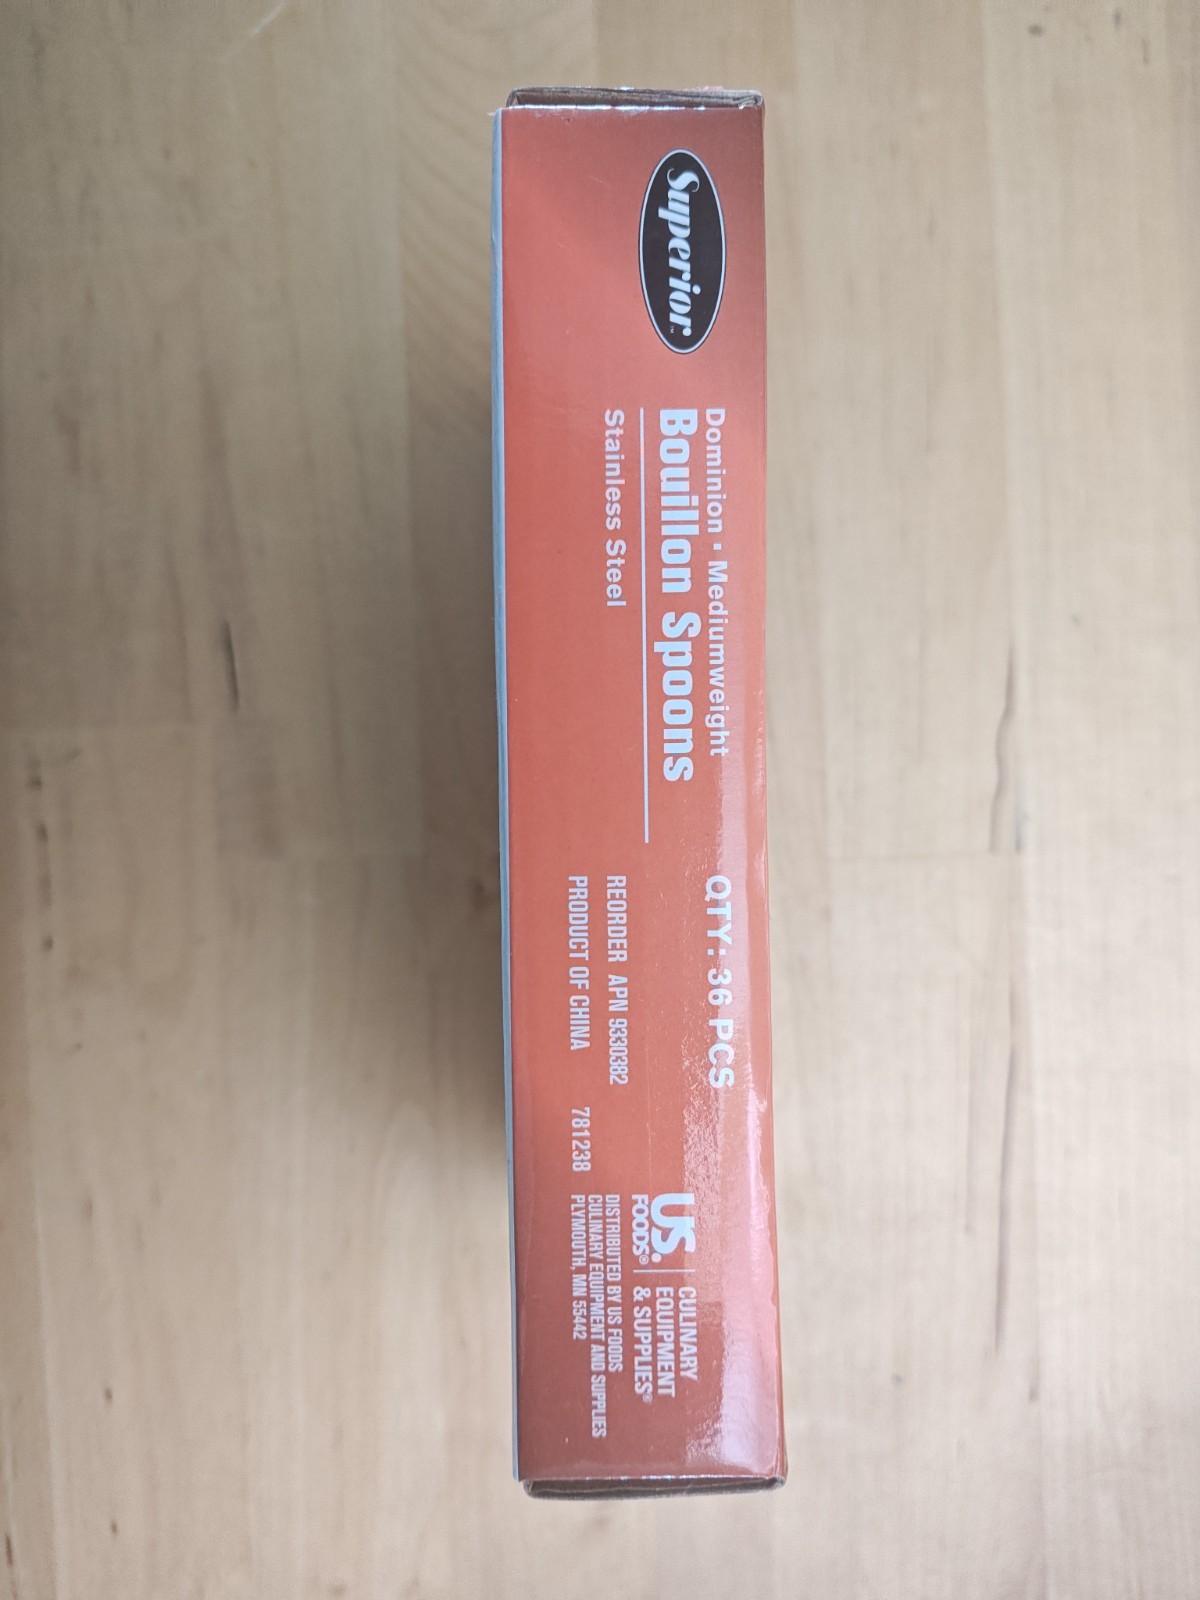 Superior™
Dominion · Mediumweight
Bouillon Spoons
Stainless Steel
QTY: 36 PCS
REORDER APN 9330382
PRODUCT OF CHINA 781238
US.
FOODS®
CULINARY
EQUIPMENT
& SUPPLIES®
DISTRIBUTED BY US FOODS
CULINARY EQUIPMENT AND SUPPLIES
PLYMOUTH, MN 55442